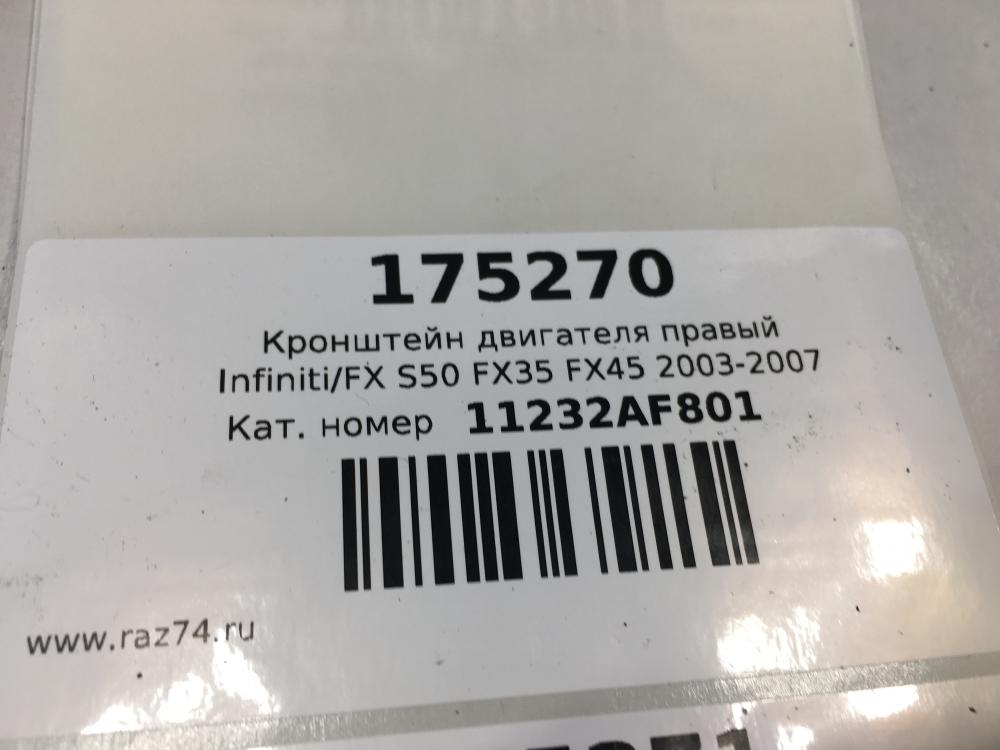 175270
Кронштейн двигателя правый
Infiniti/FX S50 FX35 FX45 2003-2007
Кат. номер 11232AF801
www.raz74.ru